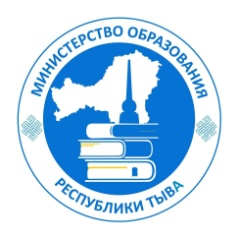 МИНИСТЕРСТВО ОБРАЗОВАНИЯ
РЕСПУБЛИКИ ТЫВА